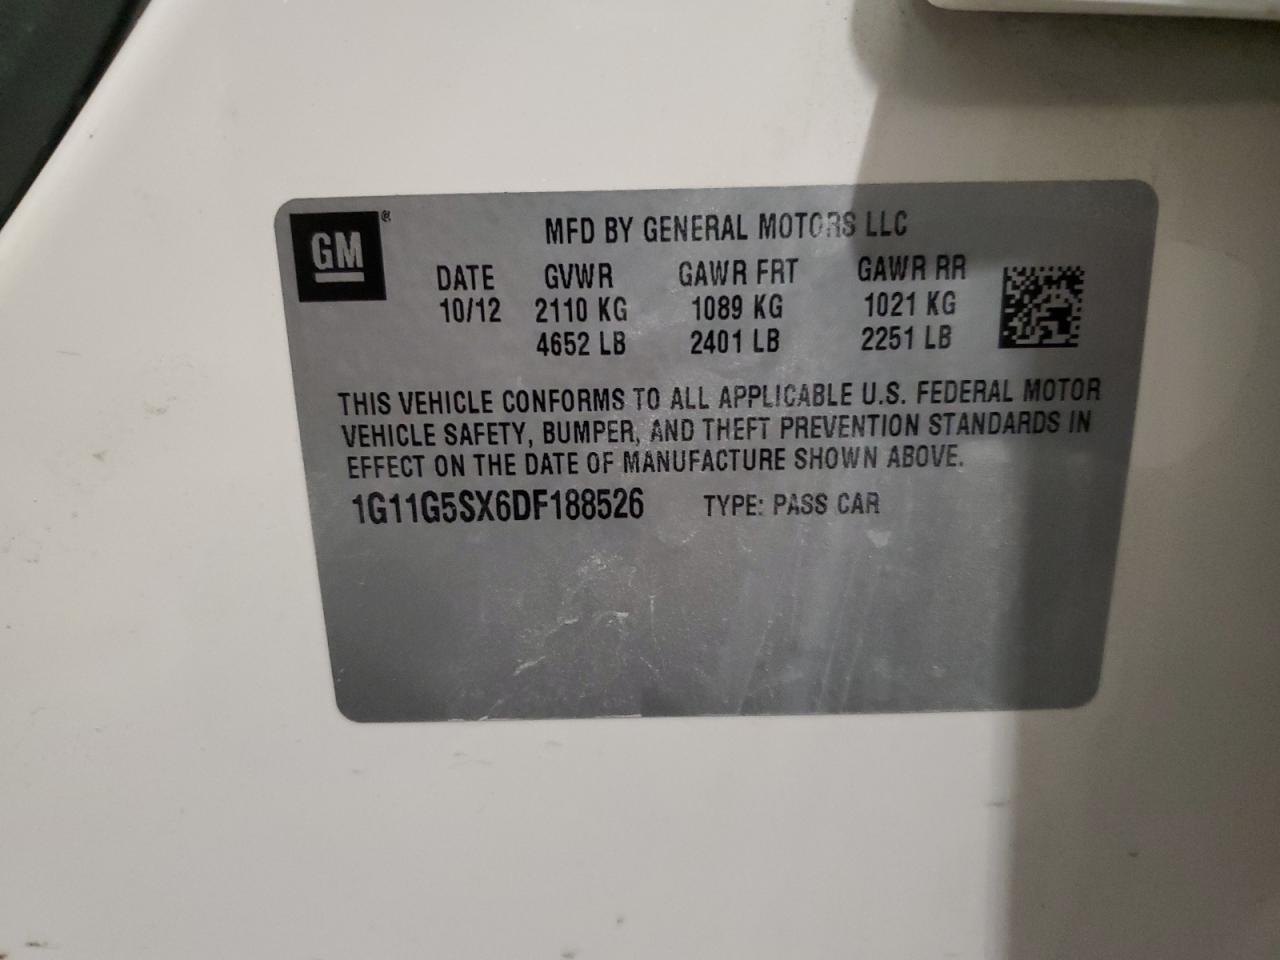 GM®
MFD BY GENERAL MOTORS LLC
DATE GVWR GAWR FRT GAWR RR
10/12 2110 KG 1089 KG 1021 KG
4652 LB 2401 LB 2251 LB
THIS VEHICLE CONFORMS TO ALL APPLICABLE U.S. FEDERAL MOTOR
VEHICLE SAFETY, BUMPER, AND THEFT PREVENTION STANDARDS IN
EFFECT ON THE DATE OF MANUFACTURE SHOWN ABOVE.
1G11G5SX6DF188526 TYPE: PASS CAR